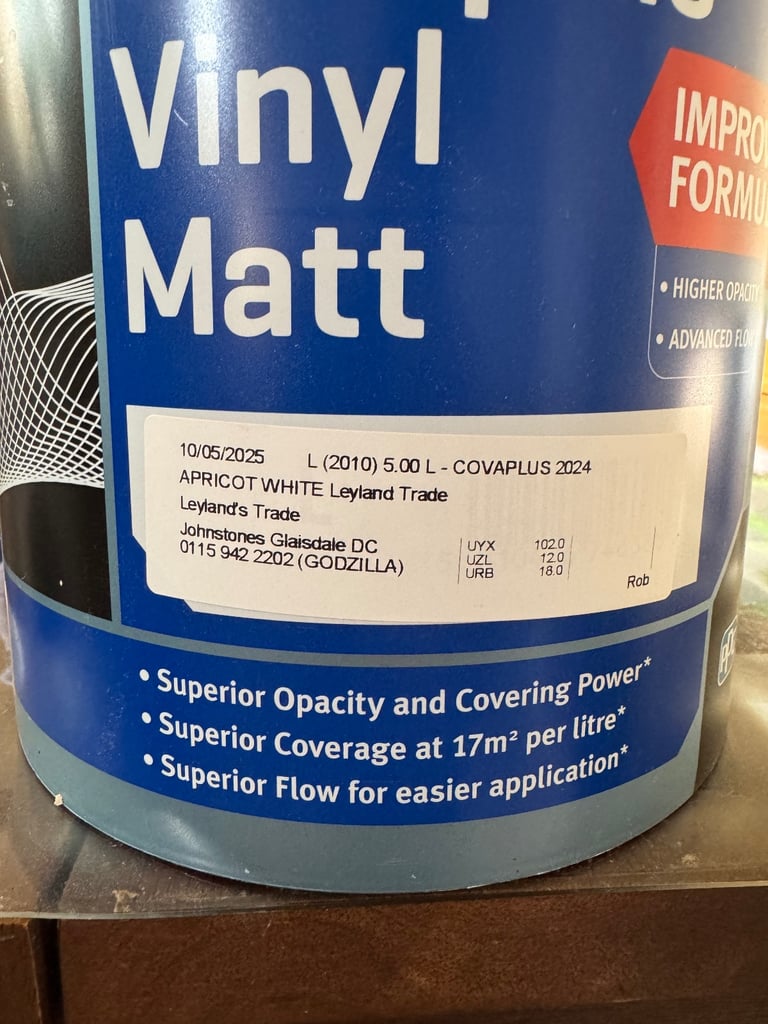 Vinyl
Matt
IMPRO
FORMU
• HIGHER OPACITY
• ADVANCED FLO
10/05/2025 L (2010) 5.00 L - COVAPLUS 2024
APRICOT WHITE Leyland Trade
Leyland's Trade
Johnstones Glaisdale DC
0115 942 2202 (GODZILLA)
UYX 102.0
UZL 12.0
URB 18.0
Rob
• Superior Opacity and Covering Power*
• Superior Coverage at 17m² per litre*
• Superior Flow for easier application*
PPG